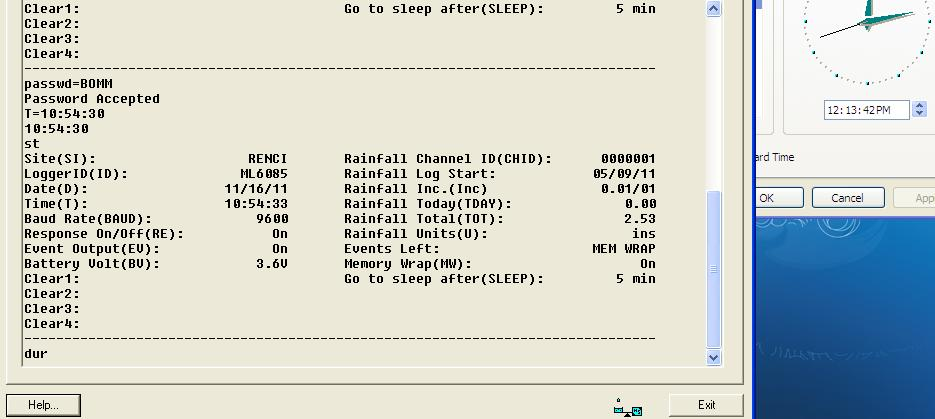 Clear1: Go to sleep after(SLEEP): 5 min
Clear2:
Clear3:
Clear4:
--------------------------------------------------------------------------------
passwd=BOMM
Password Accepted
T=10:54:30
10:54:30
st
Site(SI): RENCI Rainfall Channel ID(CHID): 0000001
LoggerID(ID): ML6085 Rainfall Log Start: 05/09/11
Date(D): 11/16/11 Rainfall Inc.(Inc) 0.01/01
Time(T): 10:54:33 Rainfall Today(TDAY): 0.00
Baud Rate(BAUD): 9600 Rainfall Total(TOT): 2.53
Response On/Off(RE): On Rainfall Units(U): ins
Event Output(EV): On Events Left: MEM WRAP
Battery Volt(BV): 3.6V Memory Wrap(MW): On
Clear1: Go to sleep after(SLEEP): 5 min
Clear2:
Clear3:
Clear4:
--------------------------------------------------------------------------------
dur
Help...
Exit
12:13:42PM
ard Time
OK Cancel App